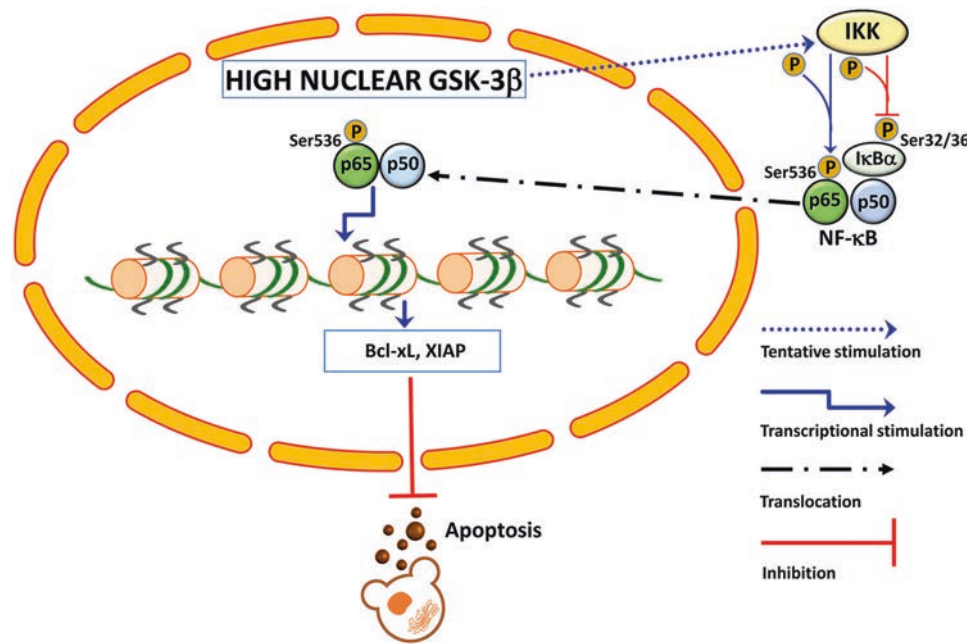 IKK
HIGH NUCLEAR GSK-3β
P
P
P
Ser32/36
Ser536
P
p65
p50
IκBα
Ser536
P
p65
p50
NF-κB
Bcl-xL, XIAP
Tentative stimulation
Transcriptional stimulation
Translocation
Apoptosis
Inhibition